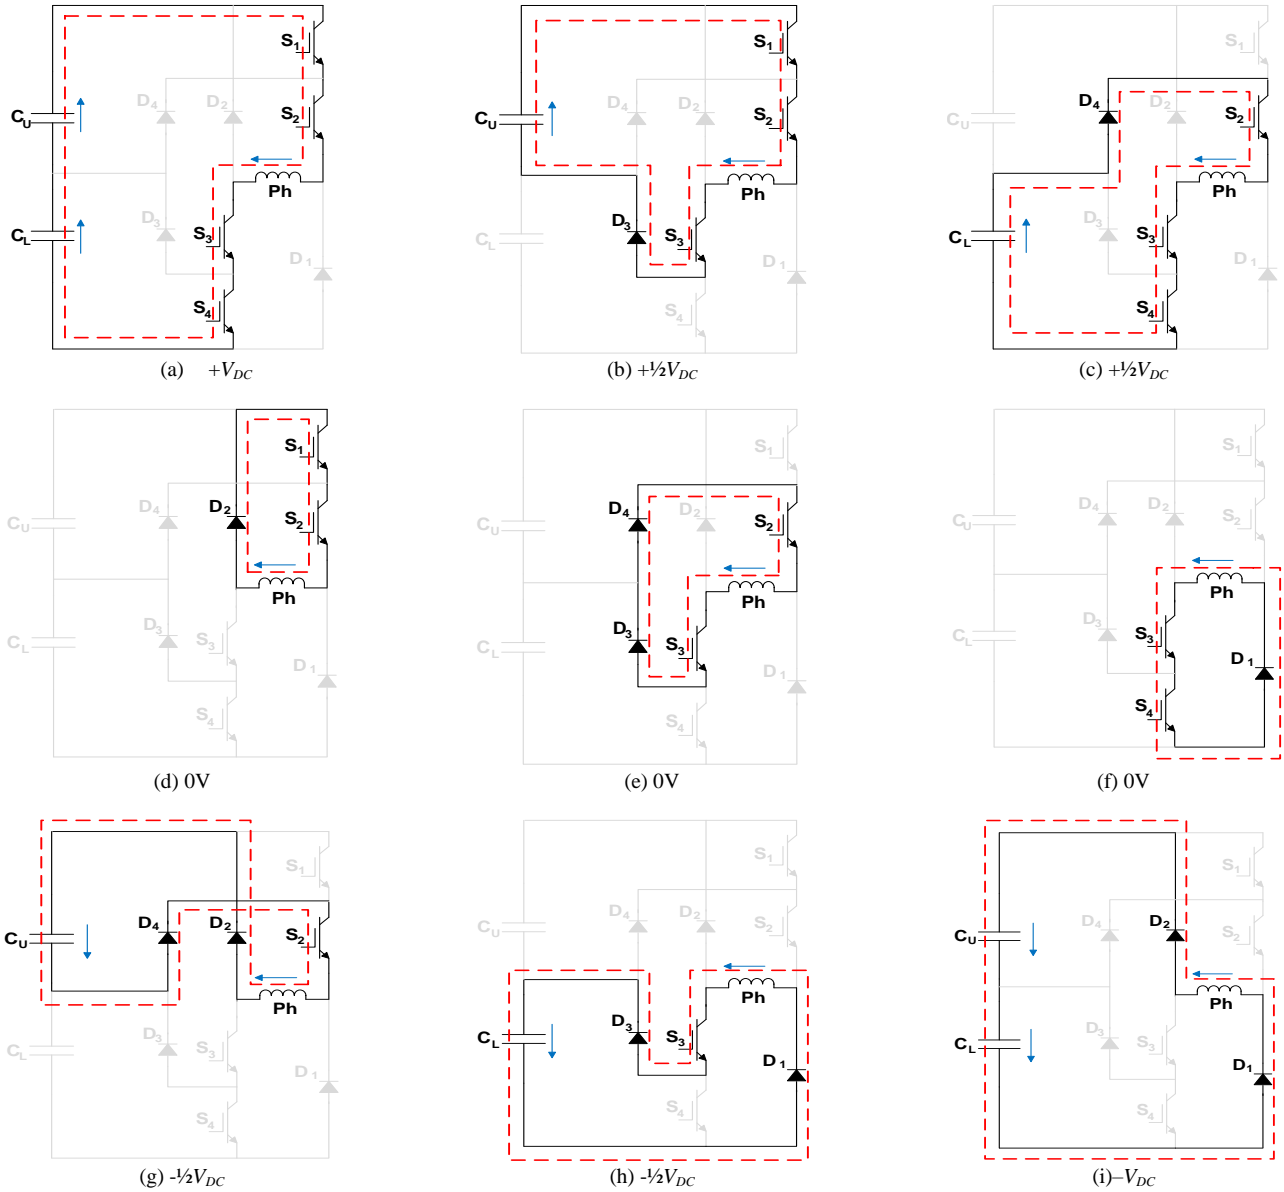 S1
D4 D2
CU S2
Ph
D3
CL S3
D1
S4
(a) +VDC
S1
D4 D2
CU S2
Ph
D3 S3
CL
D1
S4
(b) +½VDC
S1
D4 D2 S2
CU
Ph
D3 S3
CL
D1
S4
(c) +½VDC
S1
D4 D2
CU S2
Ph
D3 S3
CL
D1
S4
(d) 0V
S1
D4 D2 S2
CU
Ph
D3 S3
CL
D1
S4
(e) 0V
S1
D4 D2
CU S2
Ph
D3 S3
CL
D1
S4
(f) 0V
S1
D4 D2
CU S2
Ph
D3 S3
CL
D1
S4
(g) -½VDC
S1
D4 D2 S2
CU
Ph
D3 S3
CL
D1
S4
(h) -½VDC
S1
D4 D2
CU S2
Ph
D3 S3
CL
D1
S4
(i)–VDC